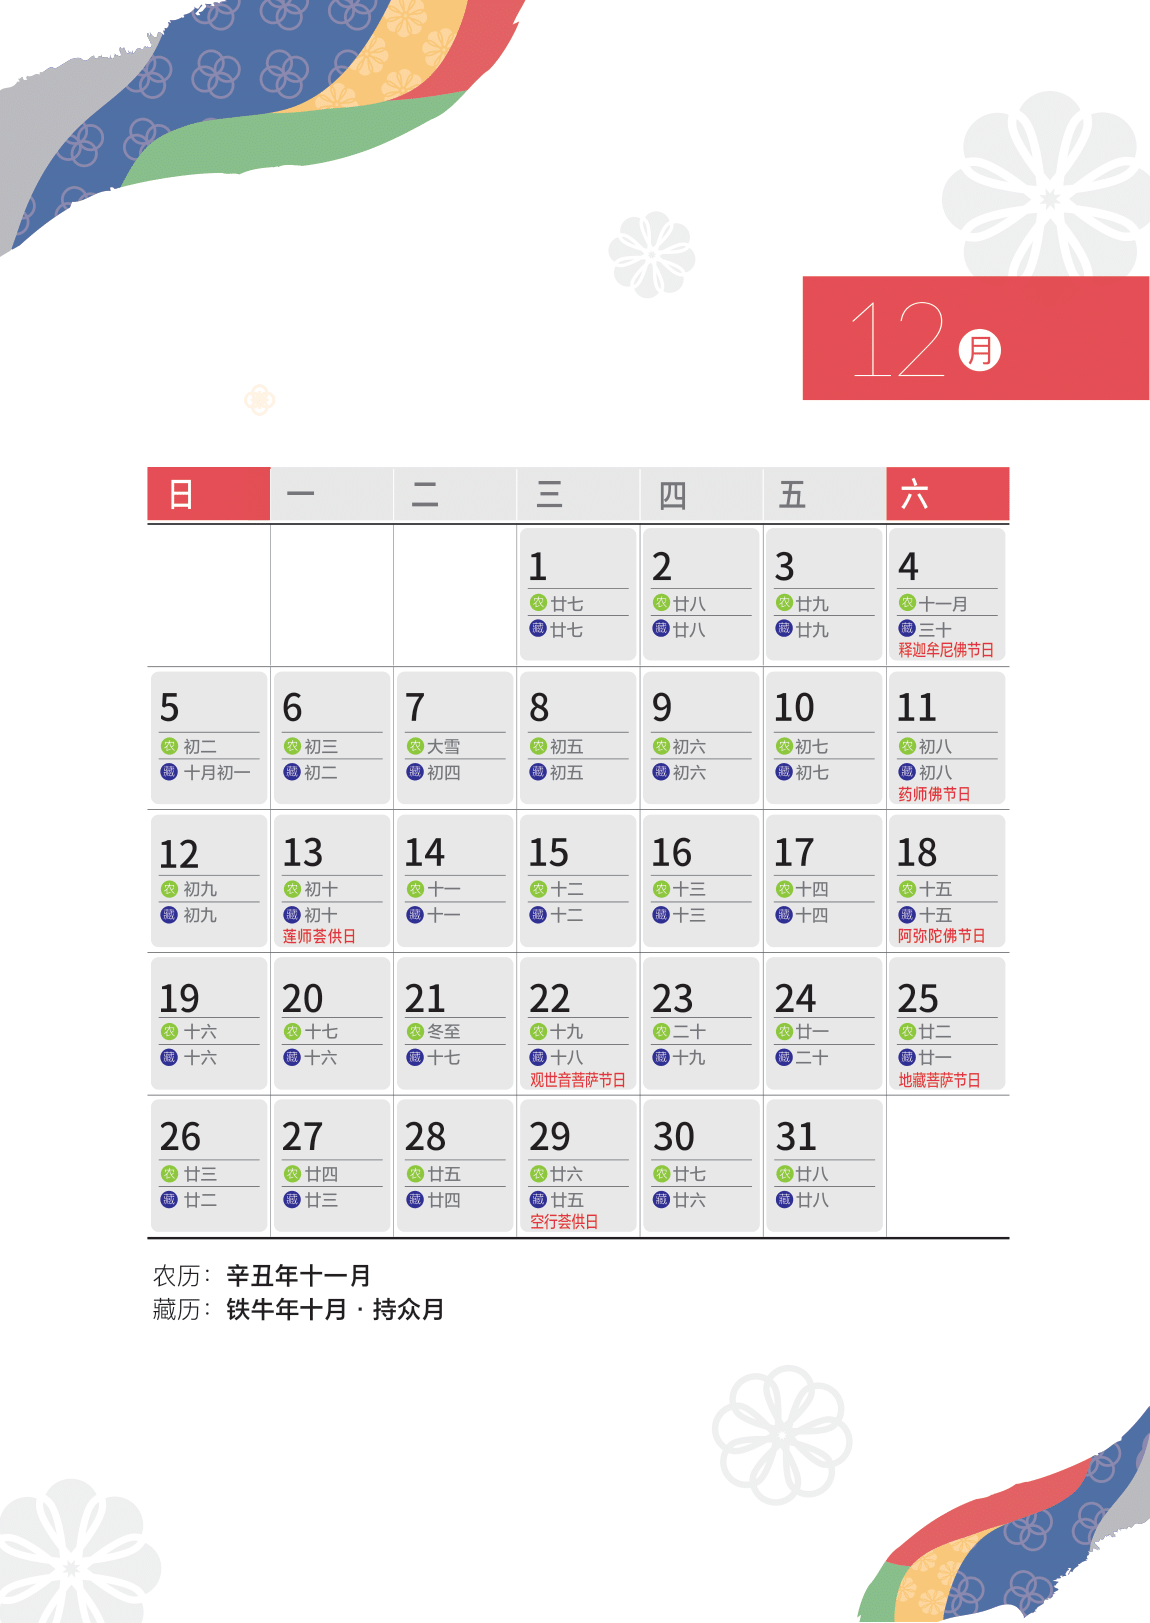 12 月
日 一 二 三 四 五 六
1 2 3 4
农 廿七 农 廿八 农 廿九 农 十一月
藏 廿七 藏 廿八 藏 廿九 藏 三十
释迦牟尼佛节日
5 6 7 8 9 10 11
农 初二 农 初三 农 大雪 农 初五 农 初六 农 初七 农 初八
藏 十月初一 藏 初二 藏 初四 藏 初五 藏 初六 藏 初七 藏 初八
药师佛节日
12 13 14 15 16 17 18
农 初九 农 初十 农 十一 农 十二 农 十三 农 十四 农 十五
藏 初九 藏 初十 藏 十一 藏 十二 藏 十三 藏 十四 藏 十五
莲师荟供日 阿弥陀佛节日
19 20 21 22 23 24 25
农 十六 农 十七 农 冬至 农 十九 农 二十 农 廿一 农 廿二
藏 十六 藏 十六 藏 十七 藏 十八 藏 十九 藏 二十 藏 廿一
观世音菩萨节日 地藏菩萨节日
26 27 28 29 30 31
农 廿三 农 廿四 农 廿五 农 廿六 农 廿七 农 廿八
藏 廿二 藏 廿三 藏 廿四 藏 廿五 藏 廿六 藏 廿八
空行荟供日
农历：辛丑年十一月
藏历：铁牛年十月 · 持众月